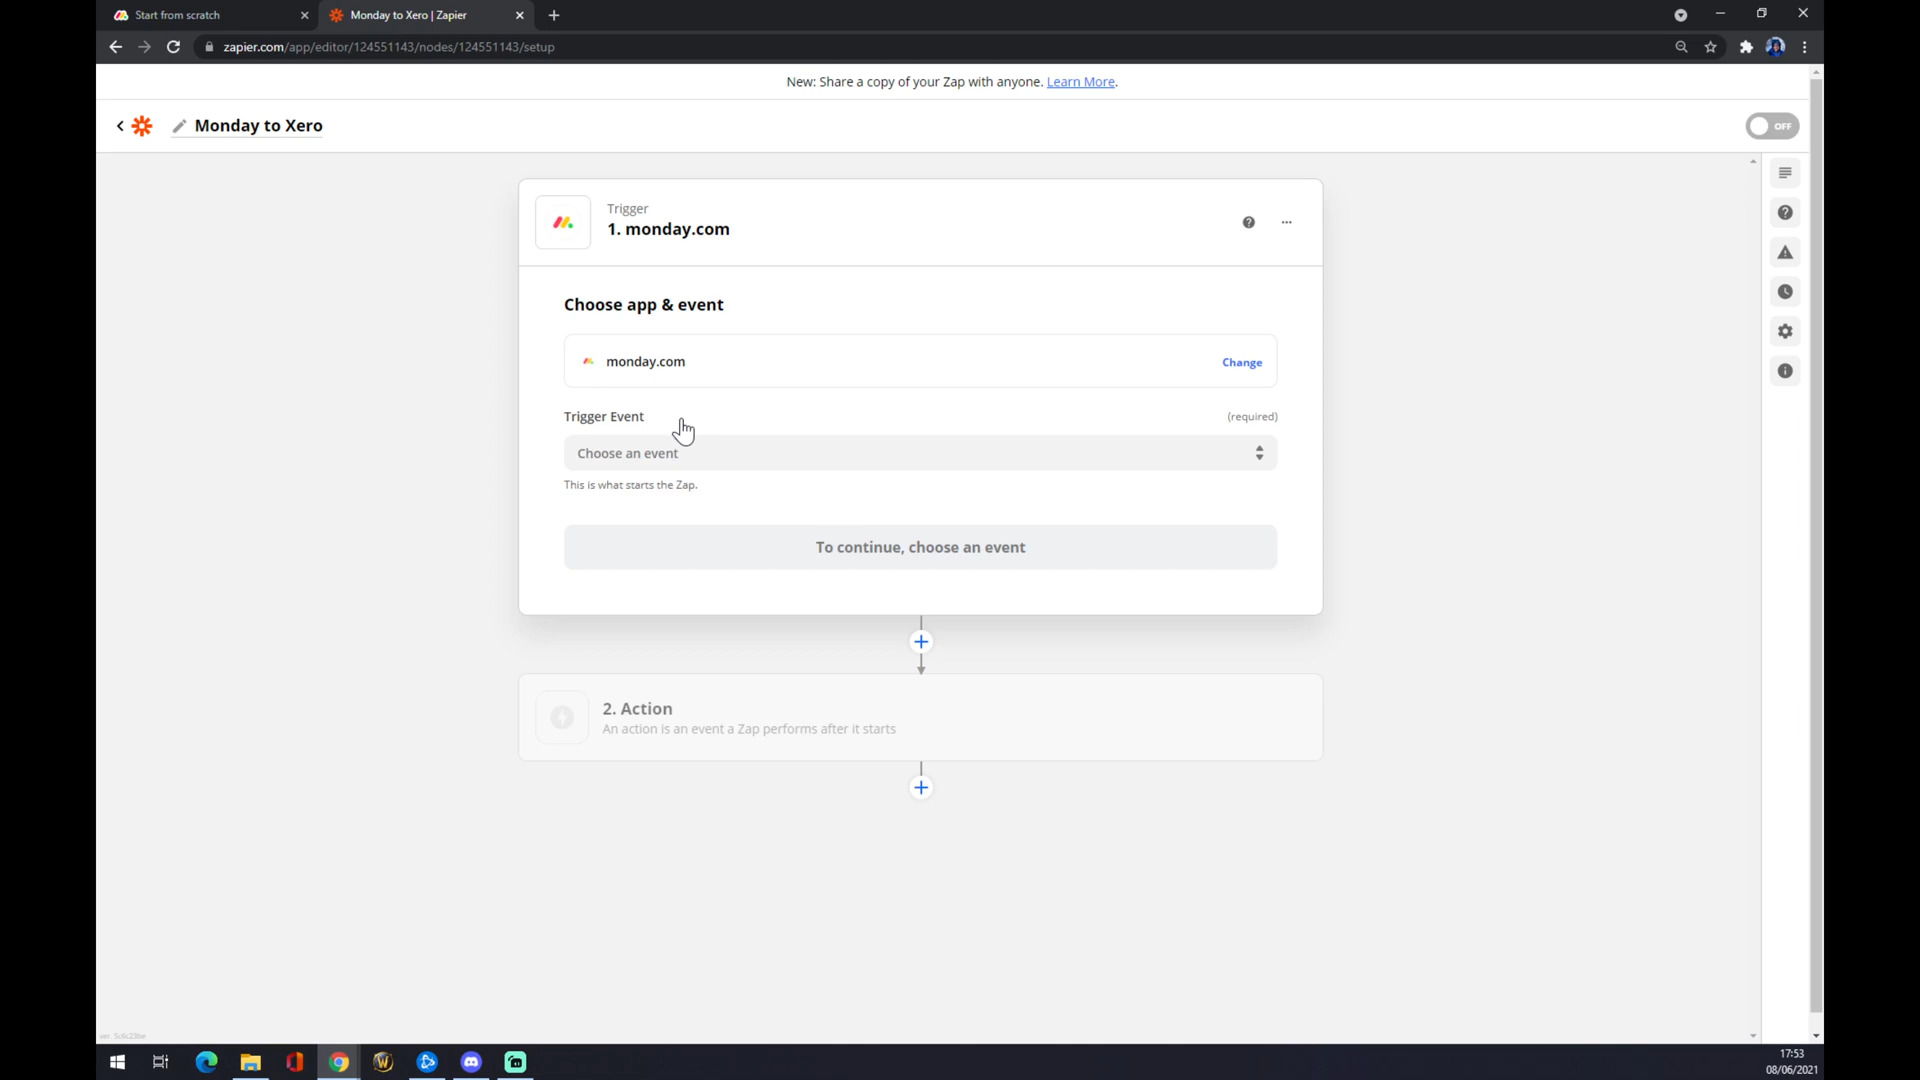 Start from scratch
Monday to Xero | Zapier
zapier.com/app/editor/124551143/nodes/124551143/setup
New: Share a copy of your Zap with anyone. Learn More.
Monday to Xero
OFF
Trigger
1. monday.com
Choose app & event
monday.com
Change
Trigger Event
(required)
Choose an event
This is what starts the Zap.
To continue, choose an event
2. Action
An action is an event a Zap performs after it starts
ver. 5c6c23be
17:53
08/06/2021